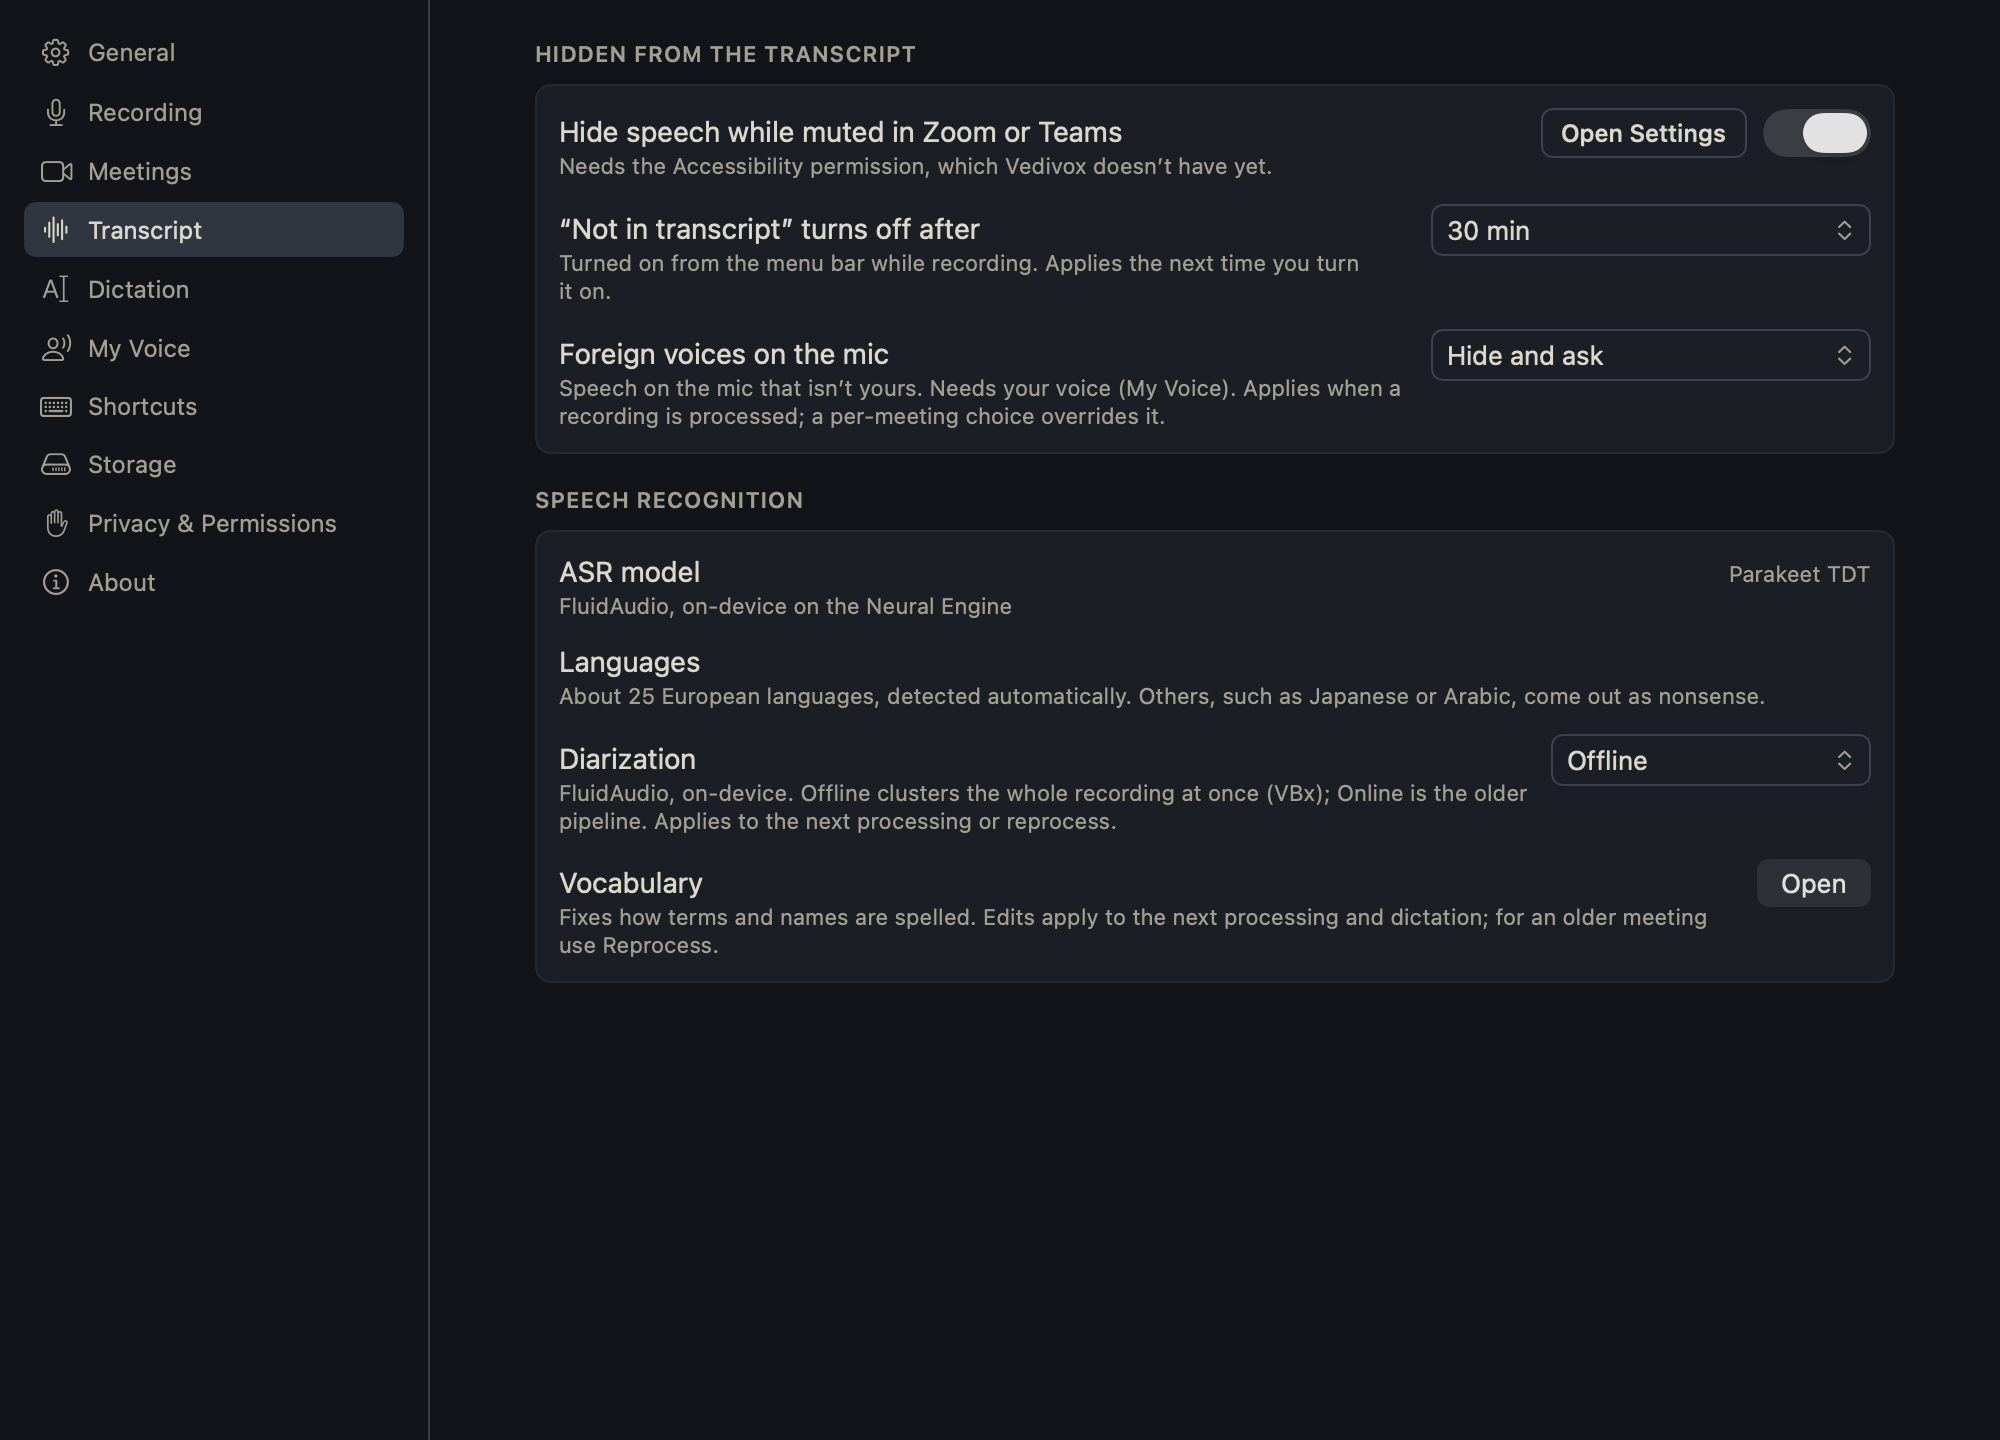 General
Recording
Meetings
Transcript
Dictation
My Voice
Shortcuts
Storage
Privacy & Permissions
About
HIDDEN FROM THE TRANSCRIPT
Hide speech while muted in Zoom or Teams
Open Settings
Needs the Accessibility permission, which Vedivox doesn’t have yet.
“Not in transcript” turns off after
30 min
Turned on from the menu bar while recording. Applies the next time you turn
it on.
Foreign voices on the mic
Hide and ask
Speech on the mic that isn’t yours. Needs your voice (My Voice). Applies when a
recording is processed; a per-meeting choice overrides it.
SPEECH RECOGNITION
ASR model
Parakeet TDT
FluidAudio, on-device on the Neural Engine
Languages
About 25 European languages, detected automatically. Others, such as Japanese or Arabic, come out as nonsense.
Diarization
Offline
FluidAudio, on-device. Offline clusters the whole recording at once (VBx); Online is the older
pipeline. Applies to the next processing or reprocess.
Vocabulary
Open
Fixes how terms and names are spelled. Edits apply to the next processing and dictation; for an older meeting
use Reprocess.